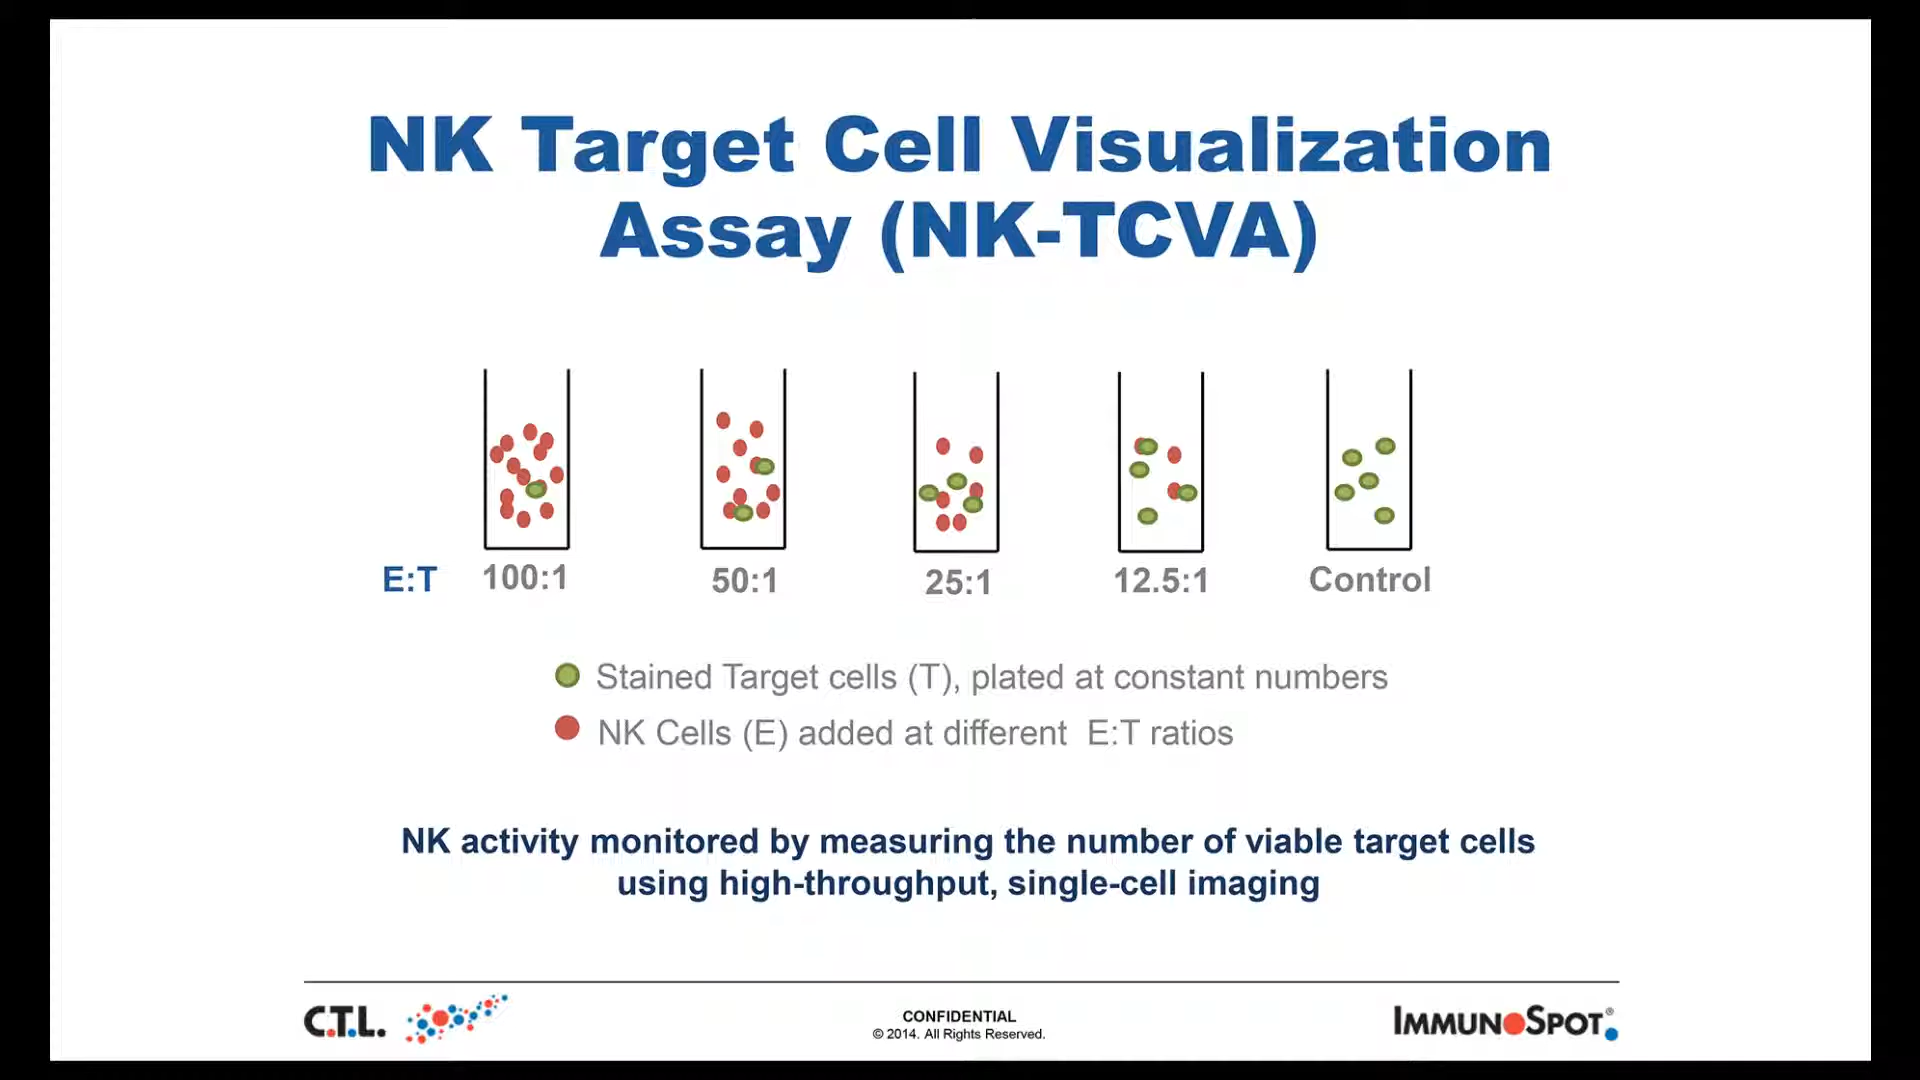 NK Target Cell Visualization
Assay (NK-TCVA)
E:T 100:1 50:1 25:1 12.5:1 Control
Stained Target cells (T), plated at constant numbers
NK Cells (E) added at different E:T ratios
NK activity monitored by measuring the number of viable target cells
using high-throughput, single-cell imaging
C.T.L.
CONFIDENTIAL
© 2014. All Rights Reserved.
IMMUNOSPOT®